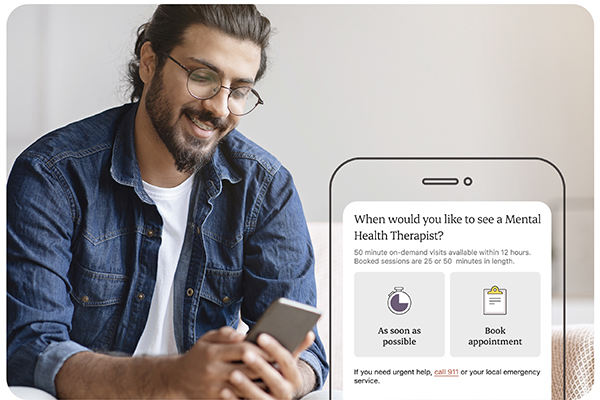 When would you like to see a Mental
Health Therapist?
50 minute on-demand visits available within 12 hours.
Booked sessions are 25 or 50 minutes in length.
As soon as
possible
Book
appointment
If you need urgent help, call 911 or your local emergency
service.